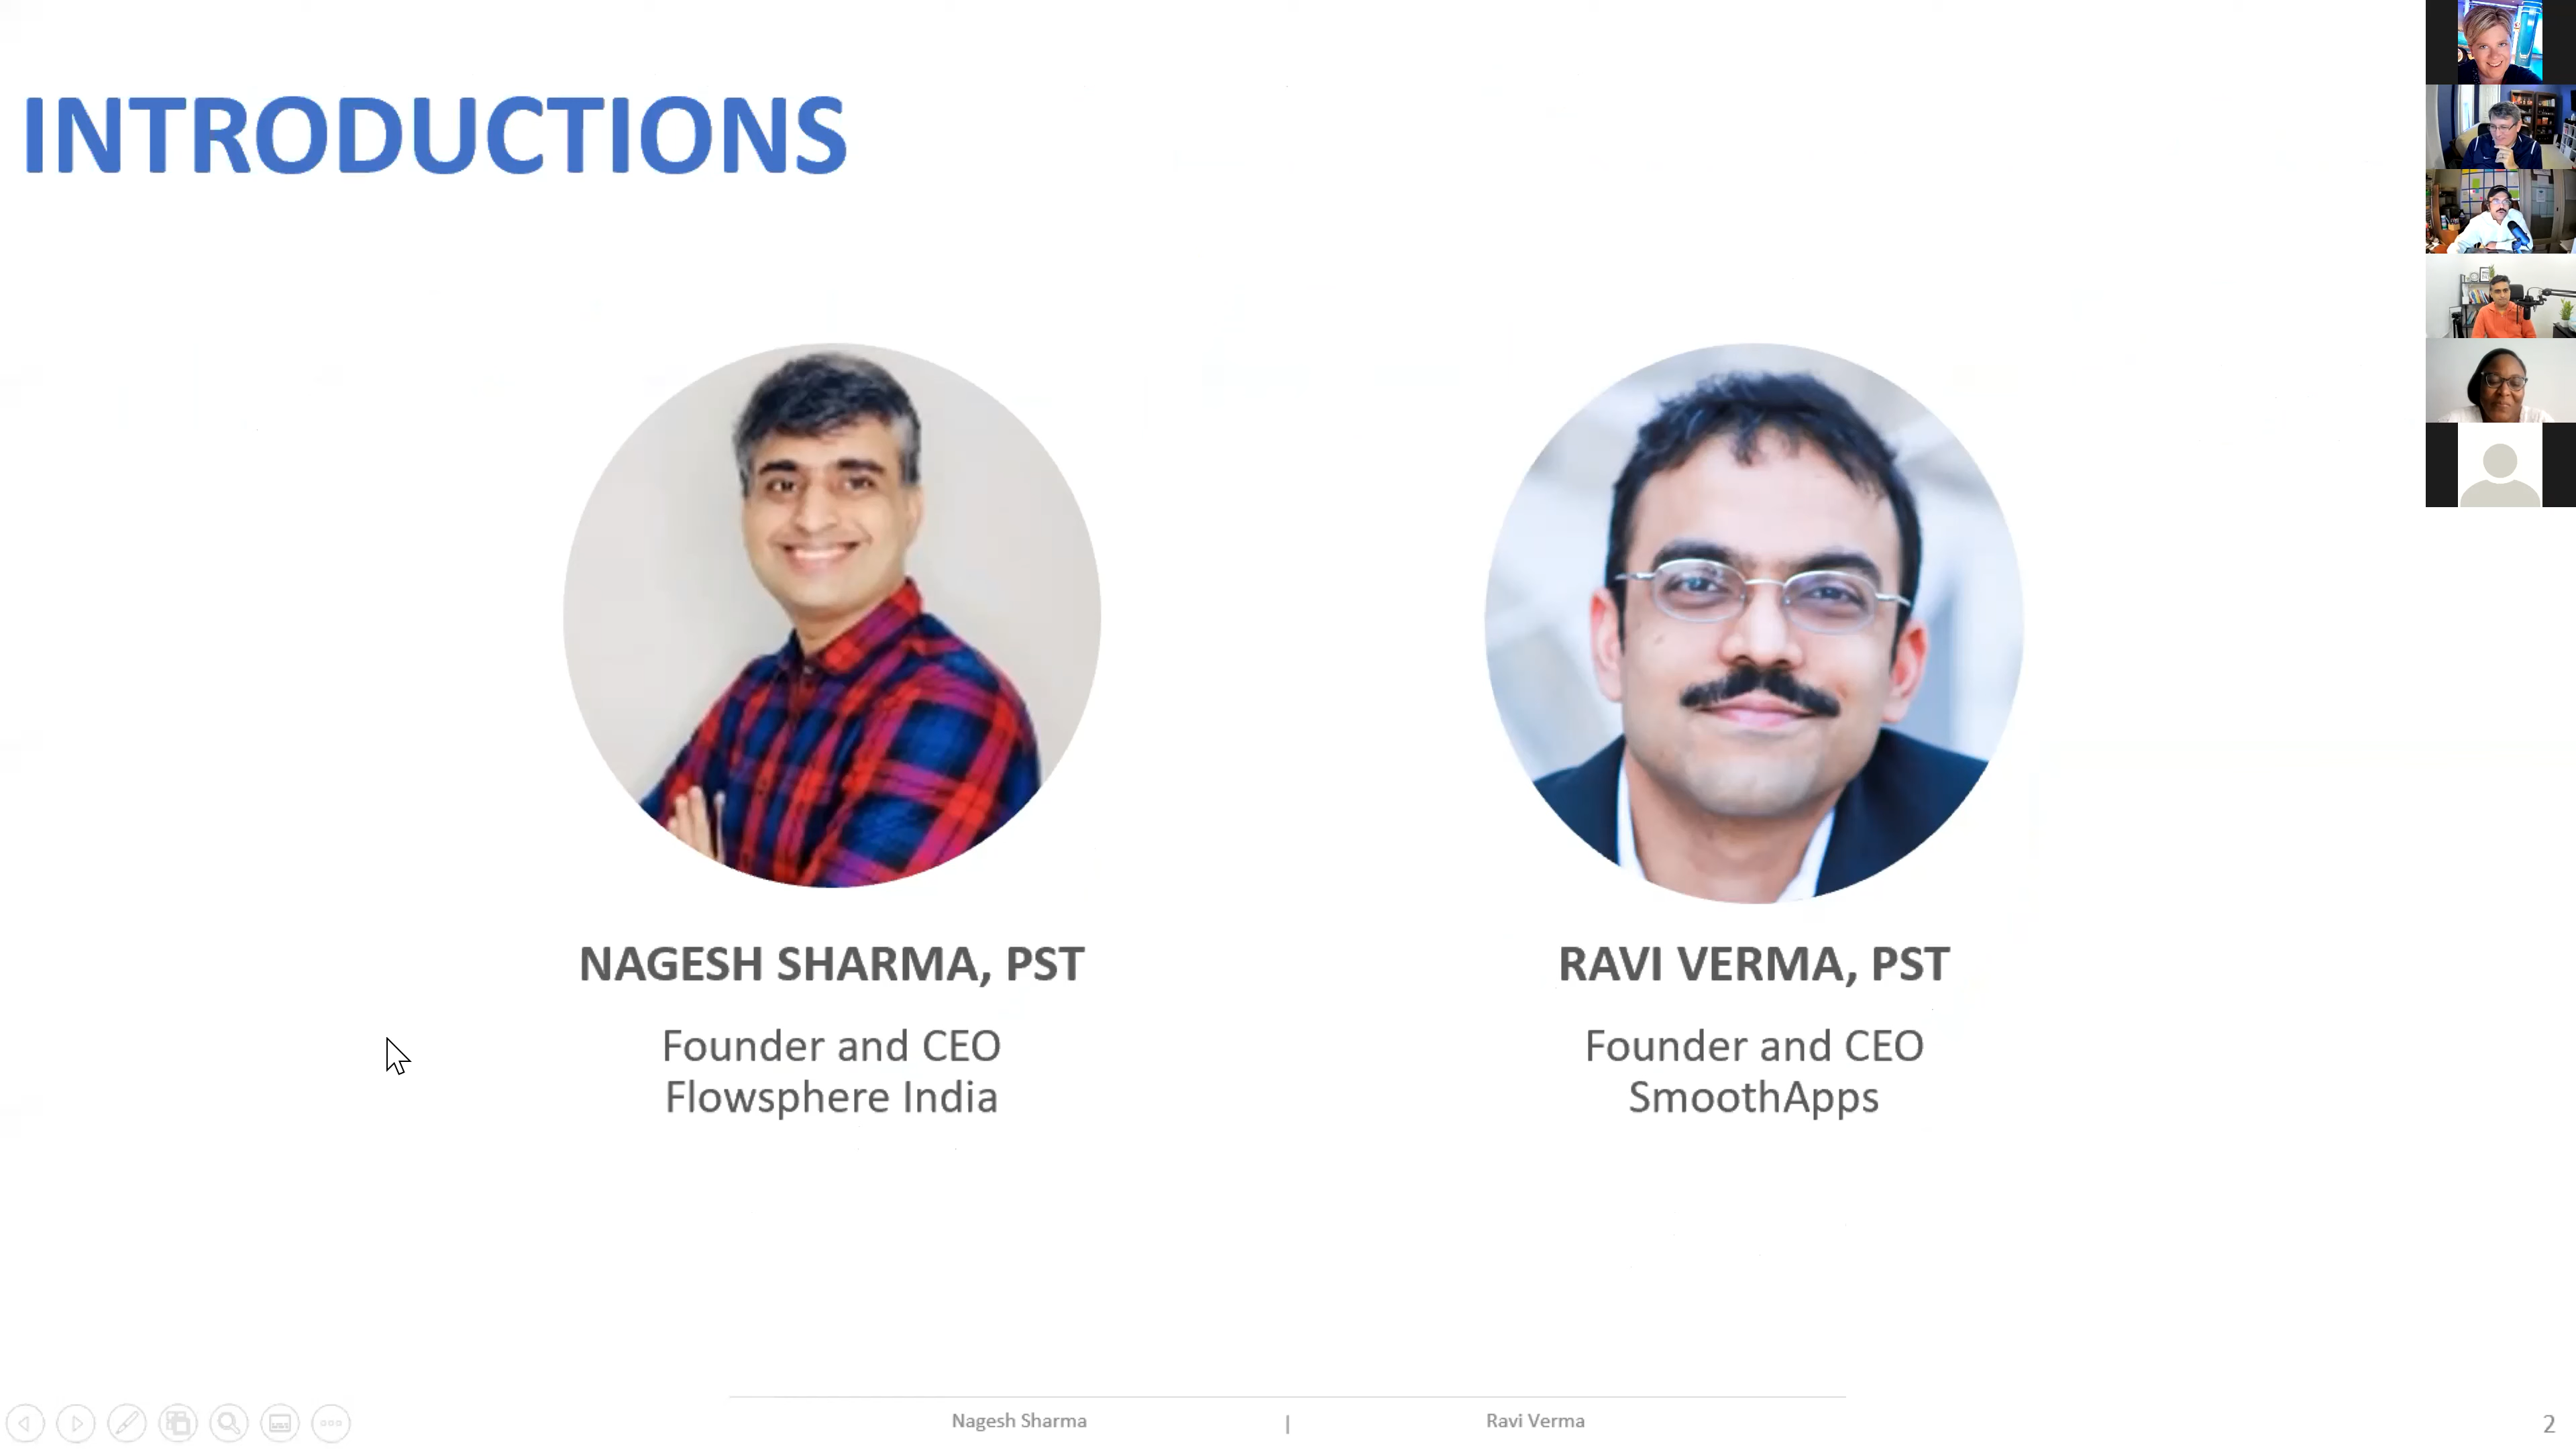 INTRODUCTIONS
NAGESH SHARMA, PST
Founder and CEO
Flowsphere India
RAVI VERMA, PST
Founder and CEO
SmoothApps
Nagesh Sharma | Ravi Verma
2